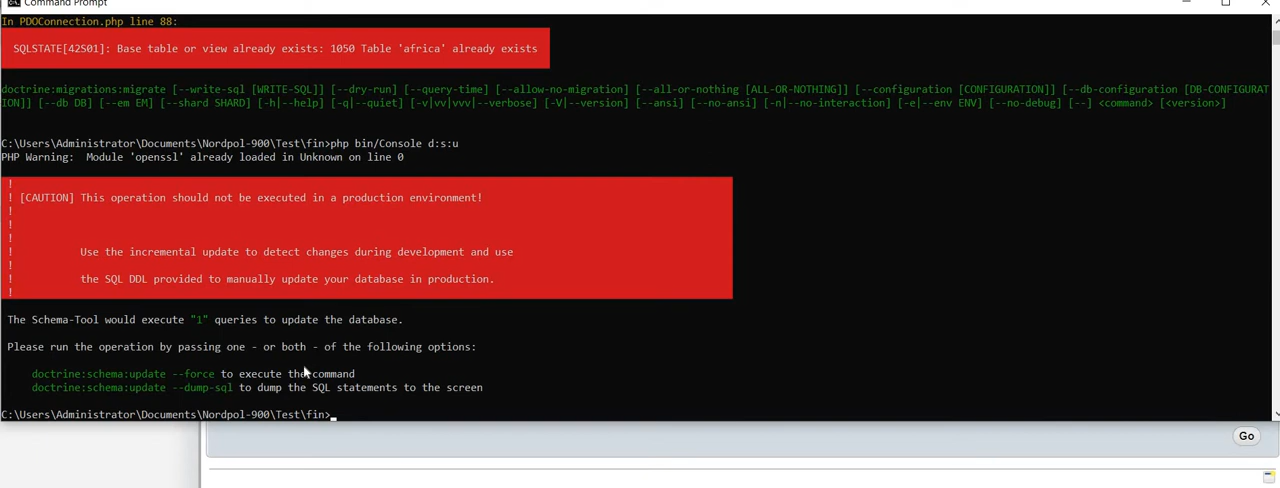 Command Prompt
In PDOConnection.php line 88:
SQLSTATE[42S01]: Base table or view already exists: 1050 Table 'africa' already exists
doctrine:migrations:migrate [--write-sql [WRITE-SQL]] [--dry-run] [--query-time] [--allow-no-migration] [--all-or-nothing [ALL-OR-NOTHING]] [--configuration [CONFIGURATION]] [--db-configuration [DB-CONFIGURAT
ION]] [--db DB] [--em EM] [--shard SHARD] [-h|--help] [-q|--quiet] [-v|vv|vvv|--verbose] [-V|--version] [--ansi] [--no-ansi] [-n|--no-interaction] [-e|--env ENV] [--no-debug] [--] <command> [<version>]
C:\Users\Administrator\Documents\Nordpol-900\Test\fin>php bin/Console d:s:u
PHP Warning:  Module 'openssl' already loaded in Unknown on line 0
!
! [CAUTION] This operation should not be executed in a production environment!
!
!
!
!         Use the incremental update to detect changes during development and use
!
!         the SQL DDL provided to manually update your database in production.
!
The Schema-Tool would execute "1" queries to update the database.
Please run the operation by passing one - or both - of the following options:
doctrine:schema:update --force to execute the command
doctrine:schema:update --dump-sql to dump the SQL statements to the screen
C:\Users\Administrator\Documents\Nordpol-900\Test\fin>
Go